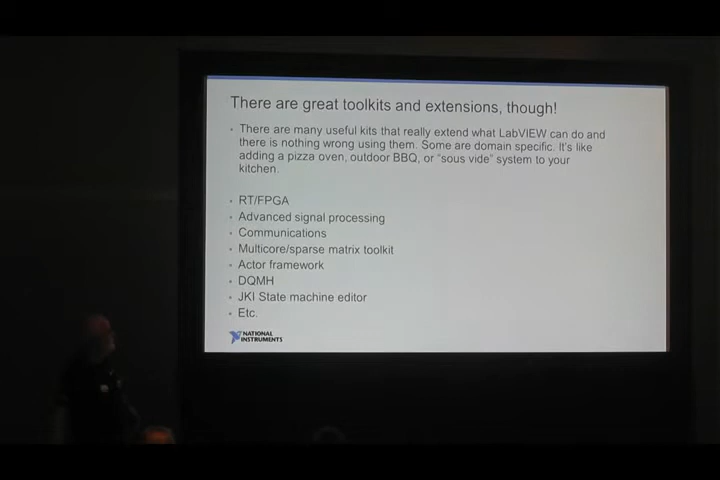 There are great toolkits and extensions, though!
• There are many useful kits that really extend what LabVIEW can do and
there is nothing wrong using them. Some are domain specific. It's like
adding a pizza oven, outdoor BBQ, or "sous vide" system to your
kitchen.
• RT/FPGA
• Advanced signal processing
• Communications
• Multicore/sparse matrix toolkit
• Actor framework
• DQMH
• JKI State machine editor
• Etc.
NATIONAL
INSTRUMENTS